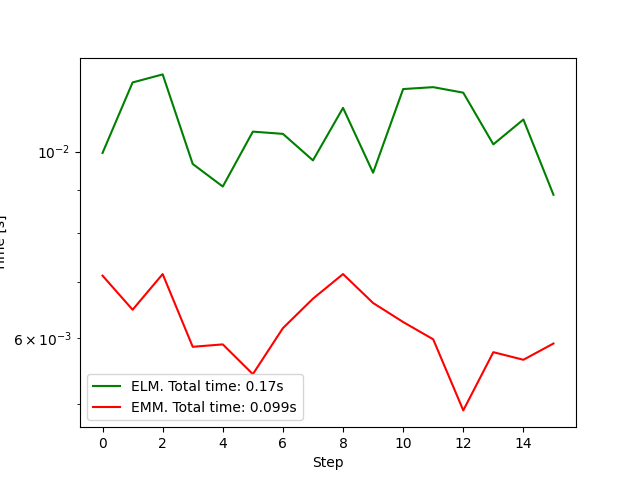 10⁻²
6 × 10⁻³
[s]
ELM. Total time: 0.17s
EMM. Total time: 0.099s
0 2 4 6 8 10 12 14
Step